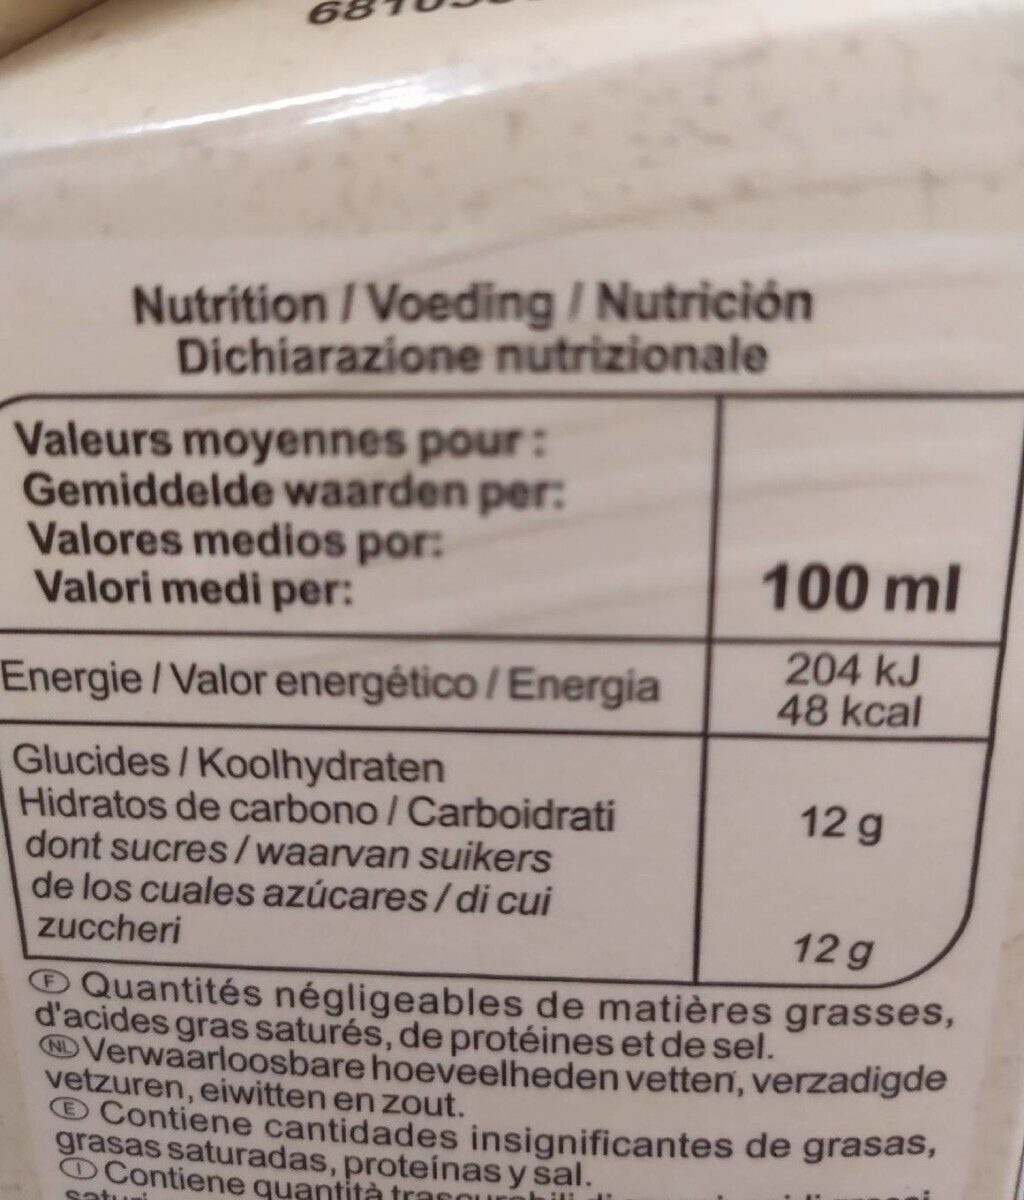 Nutrition / Voeding / Nutrición
Dichiarazione nutrizionale
Valeurs moyennes pour :
Gemiddelde waarden per:
Valores medios por:
Valori medi per:
100 ml
Energie / Valor energético / Energia
204 kJ
48 kcal
Glucides / Koolhydraten
Hidratos de carbono / Carboidrati
12 g
dont sucres / waarvan suikers
de los cuales azúcares / di cui
zuccheri
12 g
F Quantités négligeables de matières grasses,
d'acides gras saturés, de protéines et de sel.
NL Verwaarloosbare hoeveelheden vetten, verzadigde
vetzuren, eiwitten en zout.
E Contiene cantidades insignificantes de grasas,
grasas saturadas, proteínas y sal.
I Contiene quantità